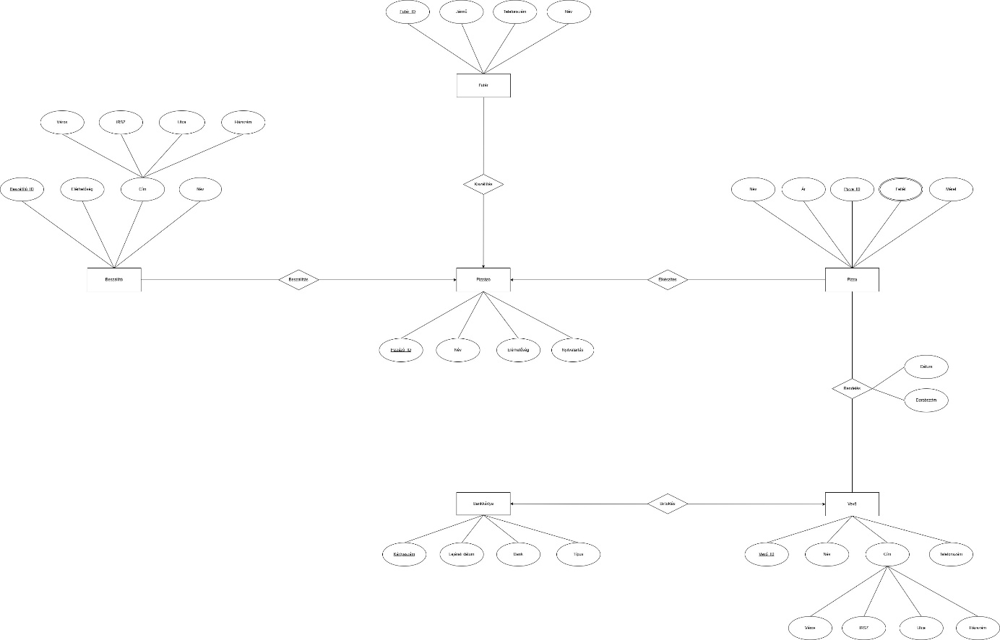 Futár_ID
Jármű
Telefonszám
Név
Futár
Város
IRSZ
Utca
Házszám
Kiszállítás
Beszállító_ID
Elérhetőség
Cím
Név
Név
Ár
Pizza_ID
Feltét
Méret
Beszállító
Beszállítás
Pizzázó
Elkészítés
Pizza
Pizzázó_ID
Név
Elérhetőség
Nyitvatartás
Dátum
Rendelés
Darabszám
Bankkártya
Birtoklás
Vevő
Kártyaszám
Lejárati dátum
Bank
Típus
Vevő_ID
Név
Cím
Telefonszám
Város
IRSZ
Utca
Házszám